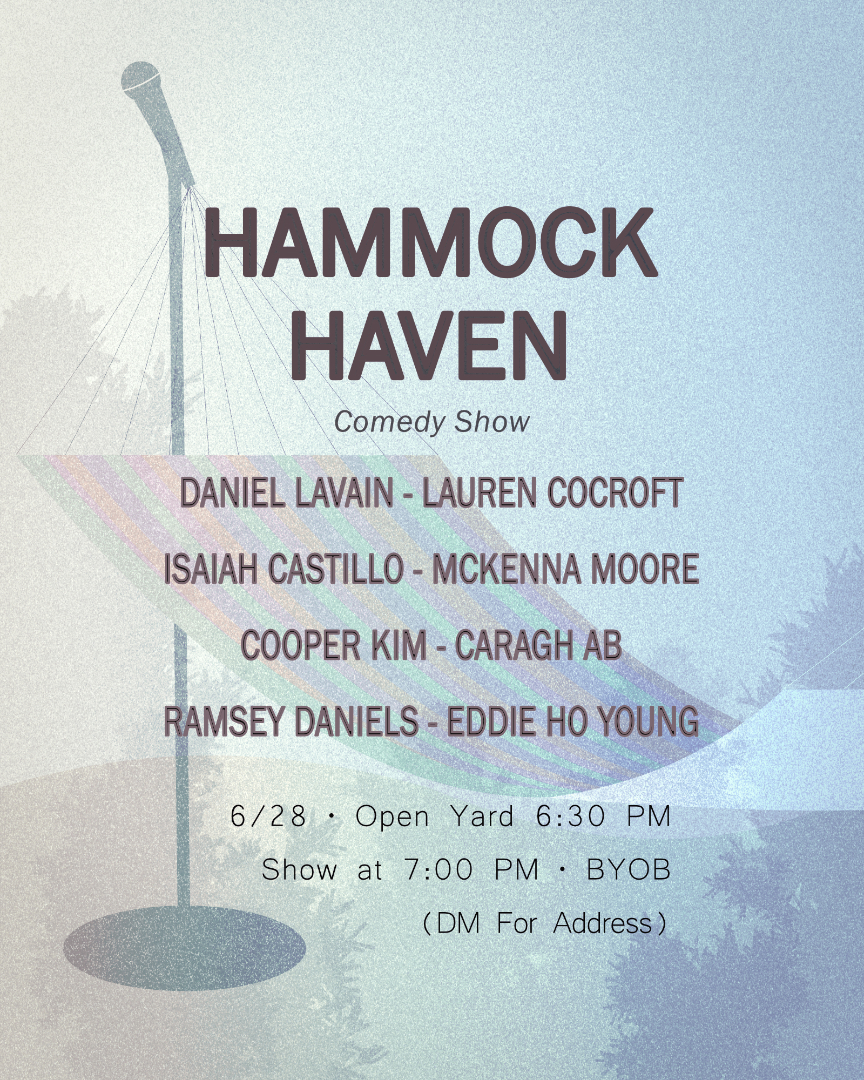 HAMMOCK
HAVEN
Comedy Show
DANIEL LAVAIN - LAUREN COCROFT
ISAIAH CASTILLO - MCKENNA MOORE
COOPER KIM - CARAGH AB
RAMSEY DANIELS - EDDIE HO YOUNG
6/28 • Open Yard 6:30 PM
Show at 7:00 PM • BYOB
(DM For Address)